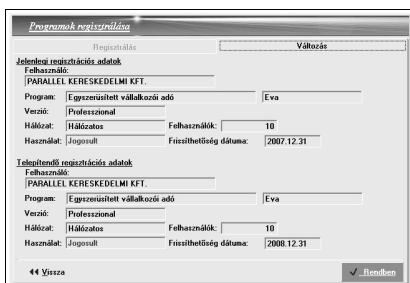 Programok regisztrálása
Regisztrálás Változás
Jelenlegi regisztrációs adatok
Felhasználó:
PARALLEL KERESKEDELMI KFT.
Program: Egyszerüsített vállalkozói adó Eva
Verzió: Professzional
Hálózat: Hálózatos Felhasználók: 10
Használat: Jogosult Frissíthetőség dátuma: 2007.12.31
Telepítendő regisztrációs adatok
Felhasználó:
PARALLEL KERESKEDELMI KFT.
Program: Egyszerüsített vállalkozói adó Eva
Verzió: Professzional
Hálózat: Hálózatos Felhasználók: 10
Használat: Jogosult Frissíthetőség dátuma: 2008.12.31
Vissza Rendben